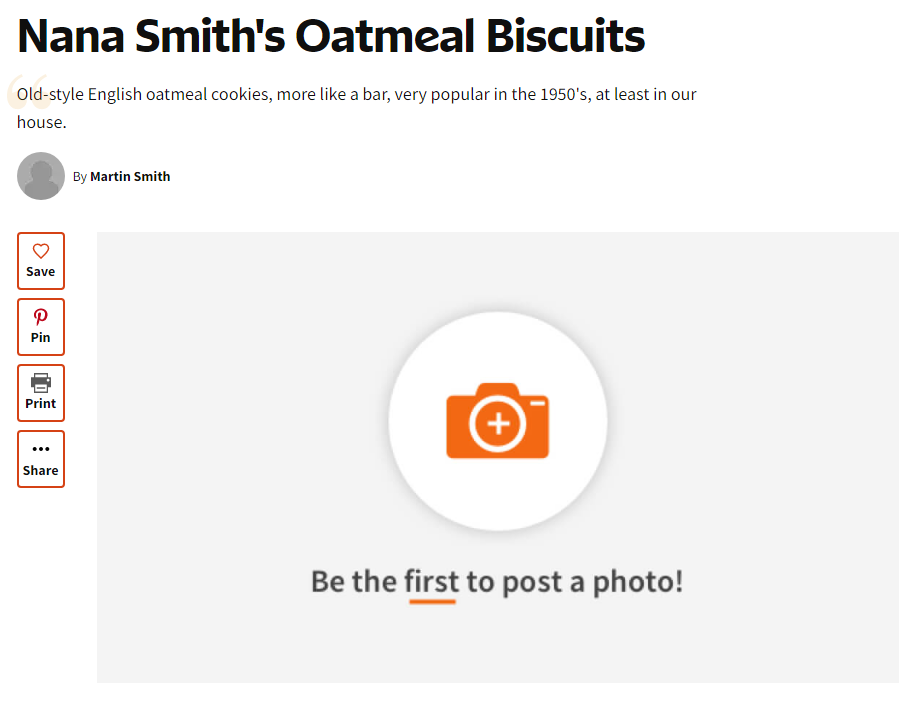 Nana Smith's Oatmeal Biscuits
Old-style English oatmeal cookies, more like a bar, very popular in the 1950's, at least in our
house.
By Martin Smith
Save
Pin
Print
Share
Be the first to post a photo!